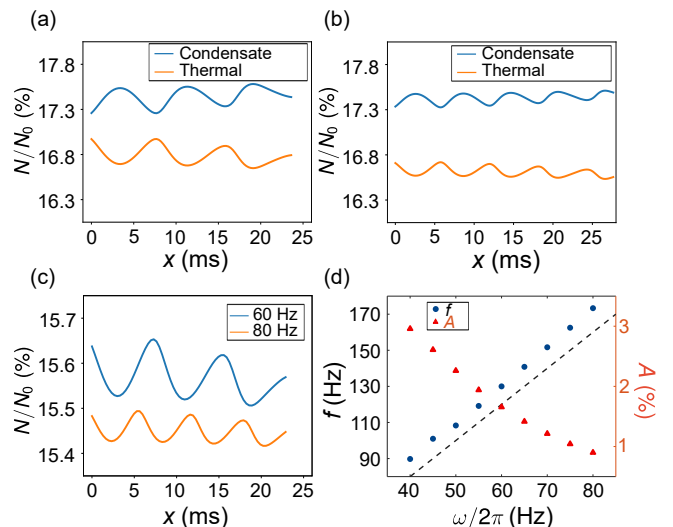 (a)
Condensate
Thermal
17.8
17.3
16.8
16.3
N/N₀ (%)
0 5 10 15 20 25
x (ms)
(b)
Condensate
Thermal
17.8
17.3
16.8
16.3
N/N₀ (%)
0 5 10 15 20 25
x (ms)
(c)
60 Hz
80 Hz
15.7
15.6
15.5
15.4
N/N₀ (%)
0 5 10 15 20 25
x (ms)
(d)
f
A
170
150
130
110
90
f (Hz)
3
2
1
A (%)
40 50 60 70 80
ω/2π (Hz)